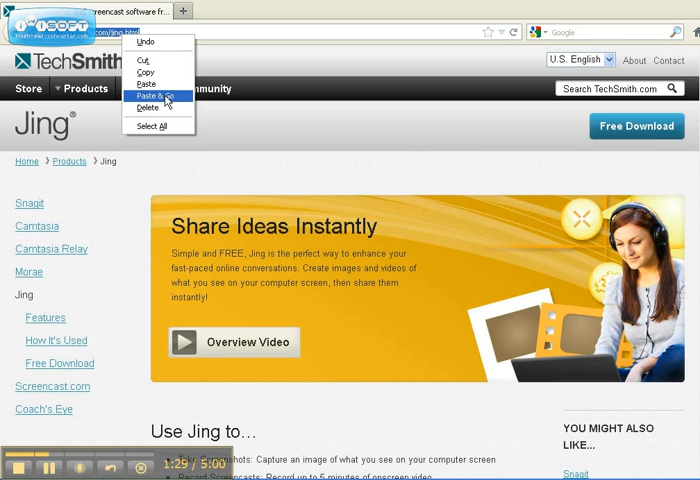 screencast software fr...
.com/jing.html
Google
Undo
Cut
Copy
Paste
Paste & Go
Delete
Select All
TechSmith
U.S. English
About
Contact
Store
Products
mmunity
Search TechSmith.com
Jing®
Free Download
Home
Products
Jing
Snagit
Camtasia
Camtasia Relay
Morae
Jing
Features
How It's Used
Free Download
Screencast.com
Coach's Eye
Share Ideas Instantly
Simple and FREE, Jing is the perfect way to enhance your
fast-paced online conversations. Create images and videos of
what you see on your computer screen, then share them
instantly!
Overview Video
Use Jing to...
Take Screenshots: Capture an image of what you see on your computer screen
Record Screencasts: Record up to 5 minutes of onscreen video
YOU MIGHT ALSO
LIKE...
Snagit
1:29 / 5:00